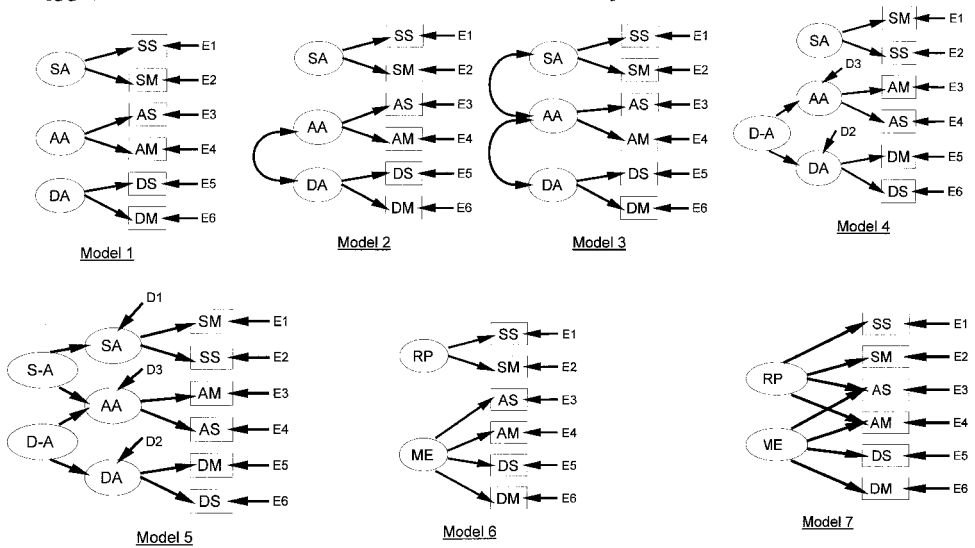 SA
SS
E1
SM
E2
AA
AS
E3
AM
E4
DA
DS
E5
DM
E6
Model 1
SA
SS
E1
SM
E2
AA
AS
E3
AM
E4
DA
DS
E5
DM
E6
Model 2
SA
SS
E1
SM
E2
AA
AS
E3
AM
E4
DA
DS
E5
DM
E6
Model 3
SA
SM
E1
SS
E2
D3
AA
AM
E3
AS
E4
D-A
D2
DA
DM
E5
DS
E6
Model 4
D1
SA
SM
E1
SS
E2
S-A
D3
AA
AM
E3
AS
E4
D-A
D2
DA
DM
E5
DS
E6
Model 5
RP
SS
E1
SM
E2
AS
E3
AM
E4
ME
DS
E5
DM
E6
Model 6
SS
E1
RP
SM
E2
AS
E3
AM
E4
ME
DS
E5
DM
E6
Model 7